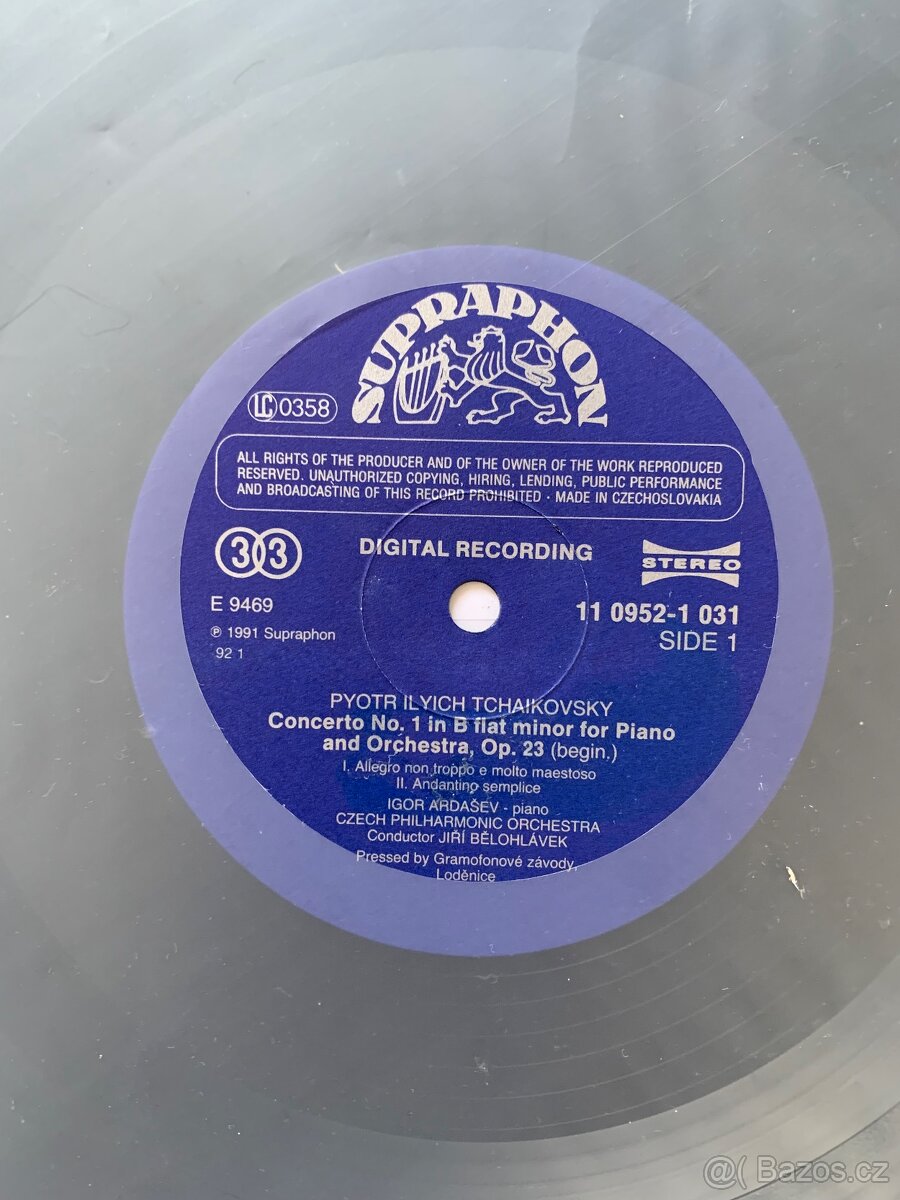 SUPRAPHON
LC 0358
ALL RIGHTS OF THE PRODUCER AND OF THE OWNER OF THE WORK REPRODUCED
RESERVED. UNAUTHORIZED COPYING, HIRING, LENDING, PUBLIC PERFORMANCE
AND BROADCASTING OF THIS RECORD PROHIBITED · MADE IN CZECHOSLOVAKIA
33
DIGITAL RECORDING
STEREO
E 9469
11 0952-1 031
℗ 1991 Supraphon
SIDE 1
92 1
PYOTR ILYICH TCHAIKOVSKY
Concerto No. 1 in B flat minor for Piano
and Orchestra, Op. 23 (begin.)
I. Allegro non troppo e molto maestoso
II. Andantino semplice
IGOR ARDAŠEV - piano
CZECH PHILHARMONIC ORCHESTRA
Conductor JIŘÍ BĚLOHLÁVEK
Pressed by Gramofonové závody,
Loděnice
@( Bazos.cz